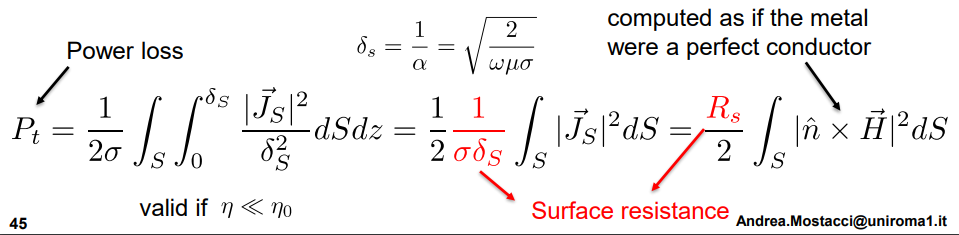 computed as if the metal
were a perfect conductor
Power loss
δ_s = 1/α = √(2/(ωμσ))
P_t = 1/(2σ) ∫_S ∫_0^{δ_S} |J⃗_S|²/δ_S² dSdz = 1/2 1/(σδ_S) ∫_S |J⃗_S|² dS = R_s/2 ∫_S |n̂ × H⃗|² dS
valid if η ≪ η_0
Surface resistance
45
Andrea.Mostacci@uniroma1.it